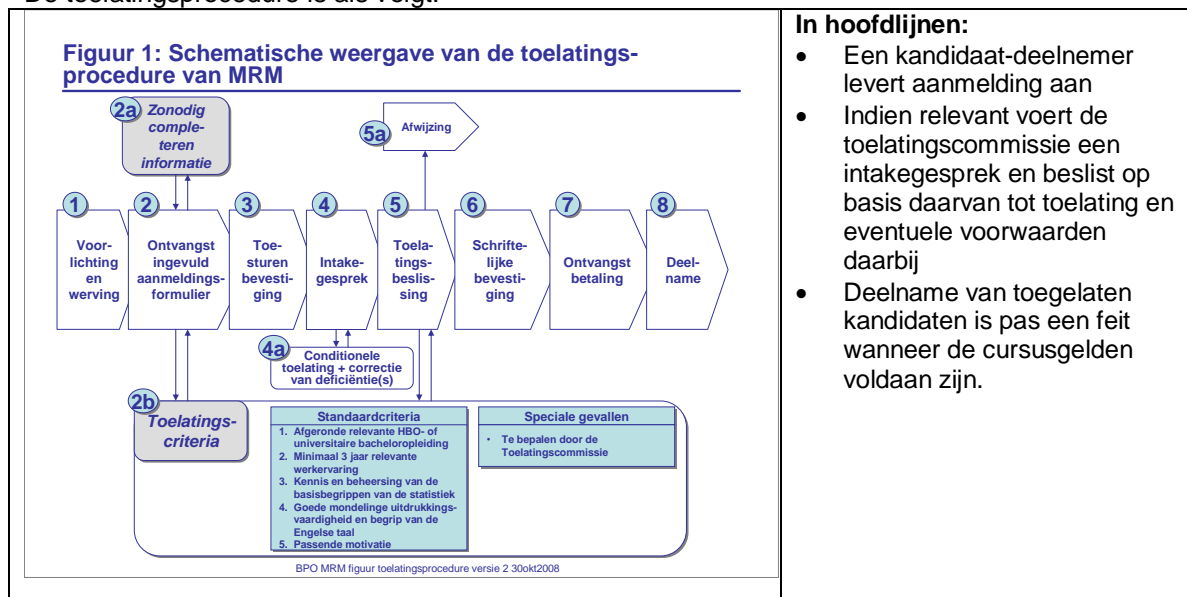 De toelatingsprocedure is als volgt:
Figuur 1: Schematische weergave van de toelatings-
procedure van MRM
2a
Zonodig
comple-
teren
informatie
5a
Afwijzing
1
Voor-
lichting
en
werving
2
Ontvangst
ingevuld
aanmeldings-
formulier
3
Toe-
sturen
bevesti-
ging
4
Intake-
gesprek
5
Toela-
tings-
beslis-
sing
6
Schrifte-
lijke
bevesti-
ging
7
Ontvangst
betaling
8
Deel-
name
4a
Conditionele
toelating + correctie
van deficiëntie(s)
2b
Toelatings-
criteria
Standaardcriteria
1. Afgeronde relevante HBO- of
universitaire bacheloropleiding
2. Minimaal 3 jaar relevante
werkervaring
3. Kennis en beheersing van de
basisbegrippen van de statistiek
4. Goede mondelinge uitdrukkings-
vaardigheid en begrip van de
Engelse taal
5. Passende motivatie
Speciale gevallen
• Te bepalen door de
Toelatingscommissie
BPO MRM figuur toelatingsprocedure versie 2 30okt2008
In hoofdlijnen:
• Een kandidaat-deelnemer
levert aanmelding aan
• Indien relevant voert de
toelatingscommissie een
intakegesprek en beslist op
basis daarvan tot toelating en
eventuele voorwaarden
daarbij
• Deelname van toegelaten
kandidaten is pas een feit
wanneer de cursusgelden
voldaan zijn.